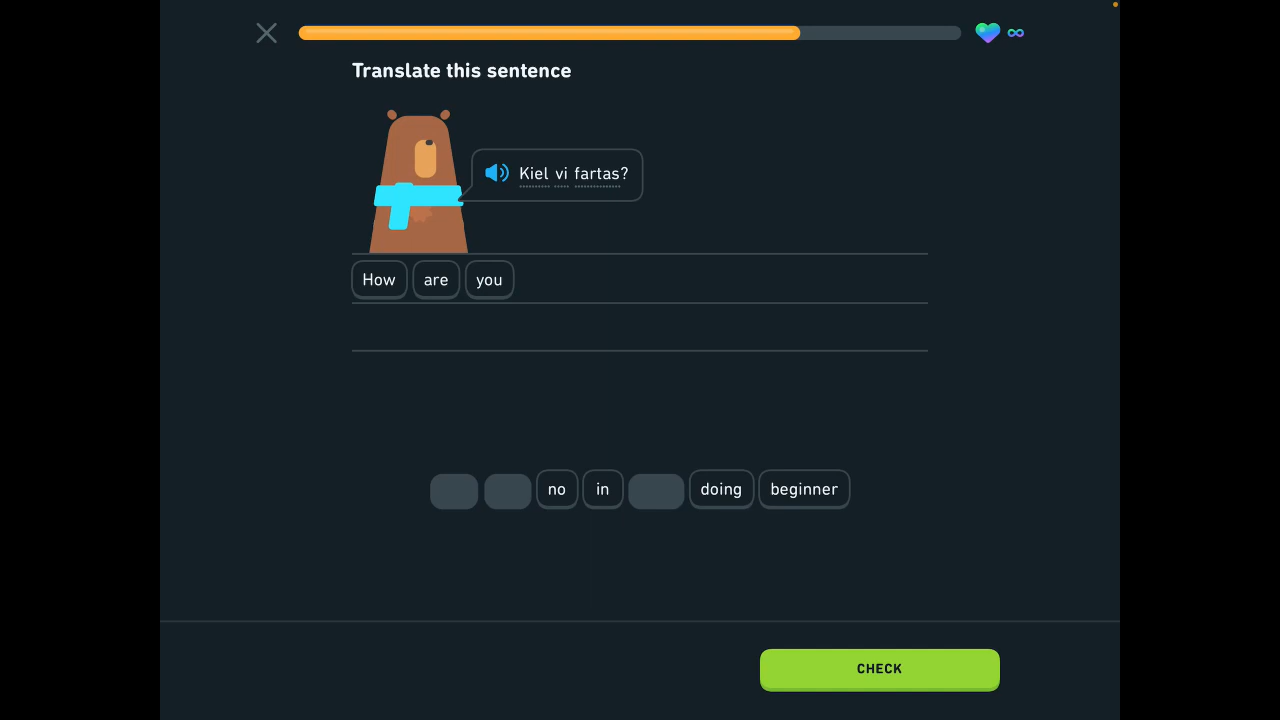 Translate this sentence
Kiel vi fartas?
How are you
no in doing beginner
CHECK